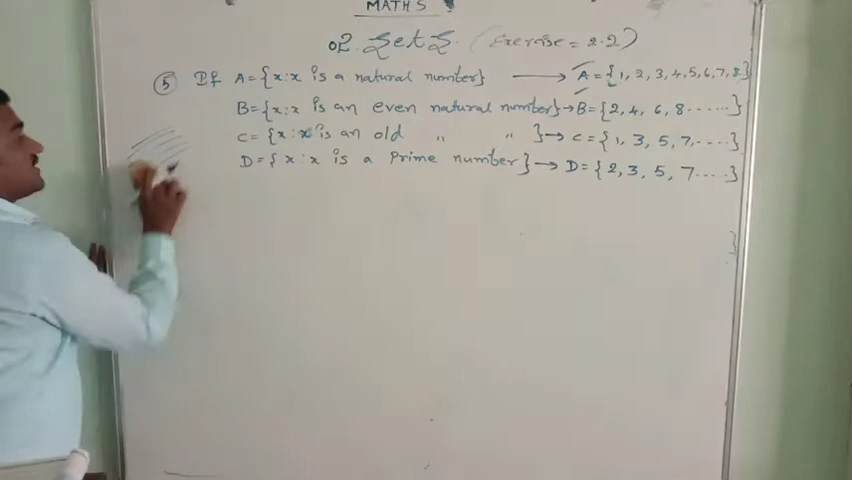 MATHS
02. Sets. (Exercise = 2.2)
⑤ If A={x:x is a natural number} → A={1,2,3,4,5,6,7,8}
B={x:x is an even natural number} → B={2,4,6,8......}
C={x:x is an old " " } → C={1,3,5,7,....}
D={x:x is a Prime number} → D={2,3,5,7....}
}